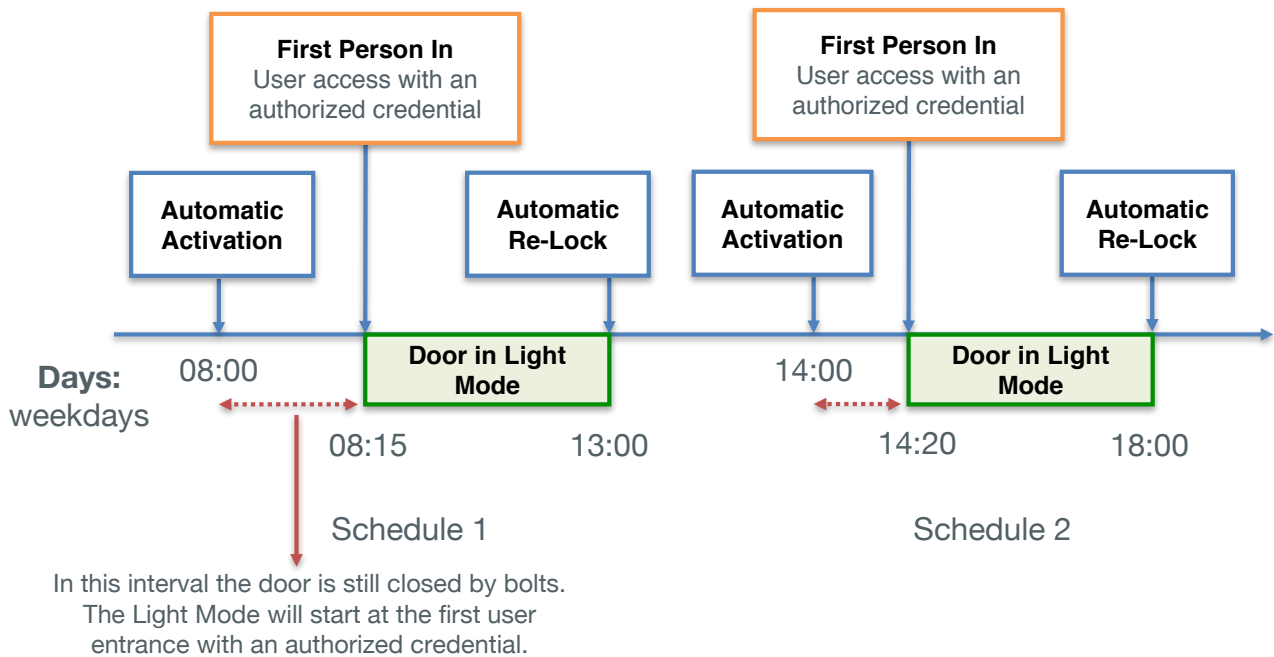 First Person In
User access with an
authorized credential
First Person In
User access with an
authorized credential
Automatic
Activation
Automatic
Re-Lock
Automatic
Activation
Automatic
Re-Lock
Days:
weekdays
08:00
Door in Light
Mode
14:00
Door in Light
Mode
08:15
13:00
14:20
18:00
Schedule 1
Schedule 2
In this interval the door is still closed by bolts.
The Light Mode will start at the first user
entrance with an authorized credential.